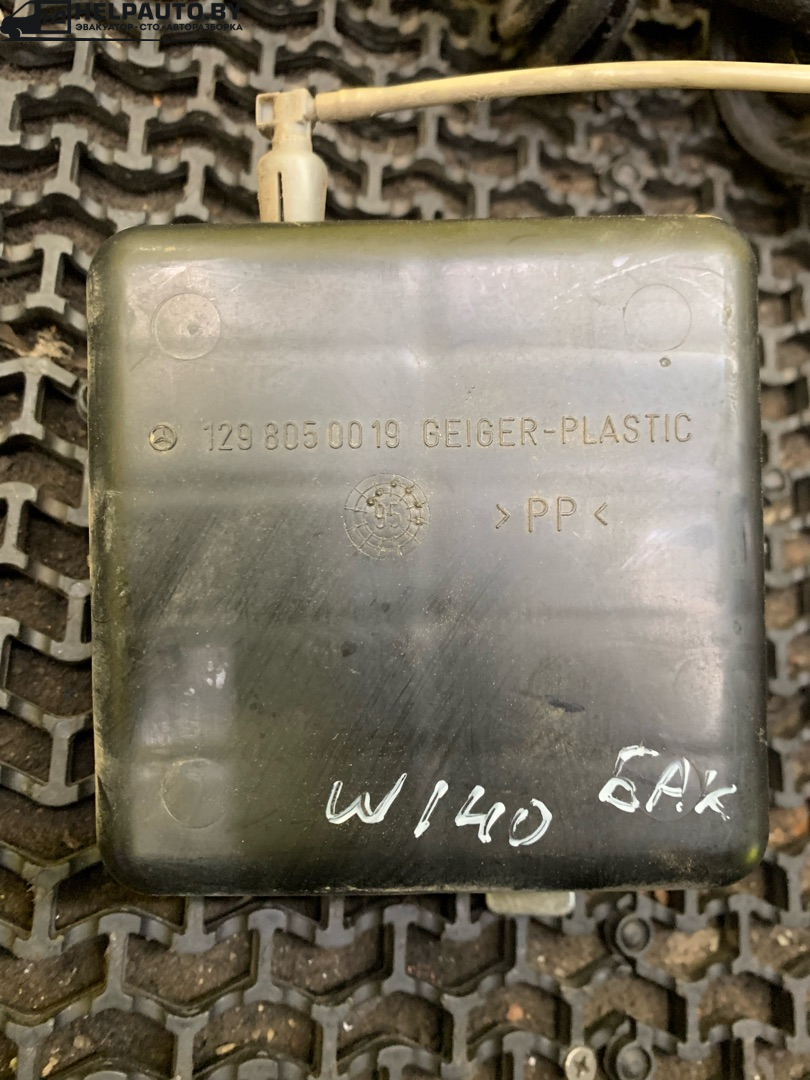 HELPAUTO.BY
ЭВАКУАТОР • СТО • АВТОРАЗБОРКА
129 805 00 19 GEIGER-PLASTIC
95
>PP<
W140 БАК